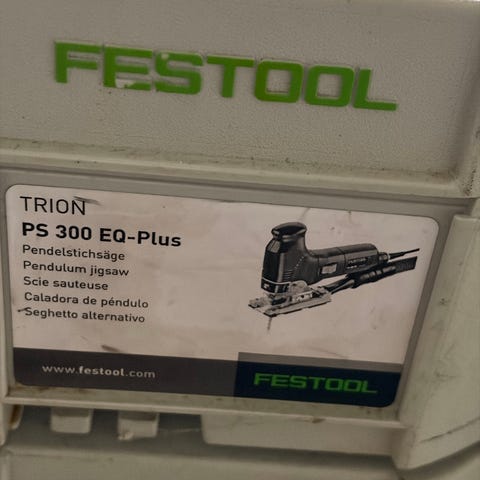 FESTOOL
TRION
PS 300 EQ-Plus
Pendelstichsäge
Pendulum jigsaw
Scie sauteuse
Caladora de péndulo
Seghetto alternativo
www.festool.com
FESTOOL